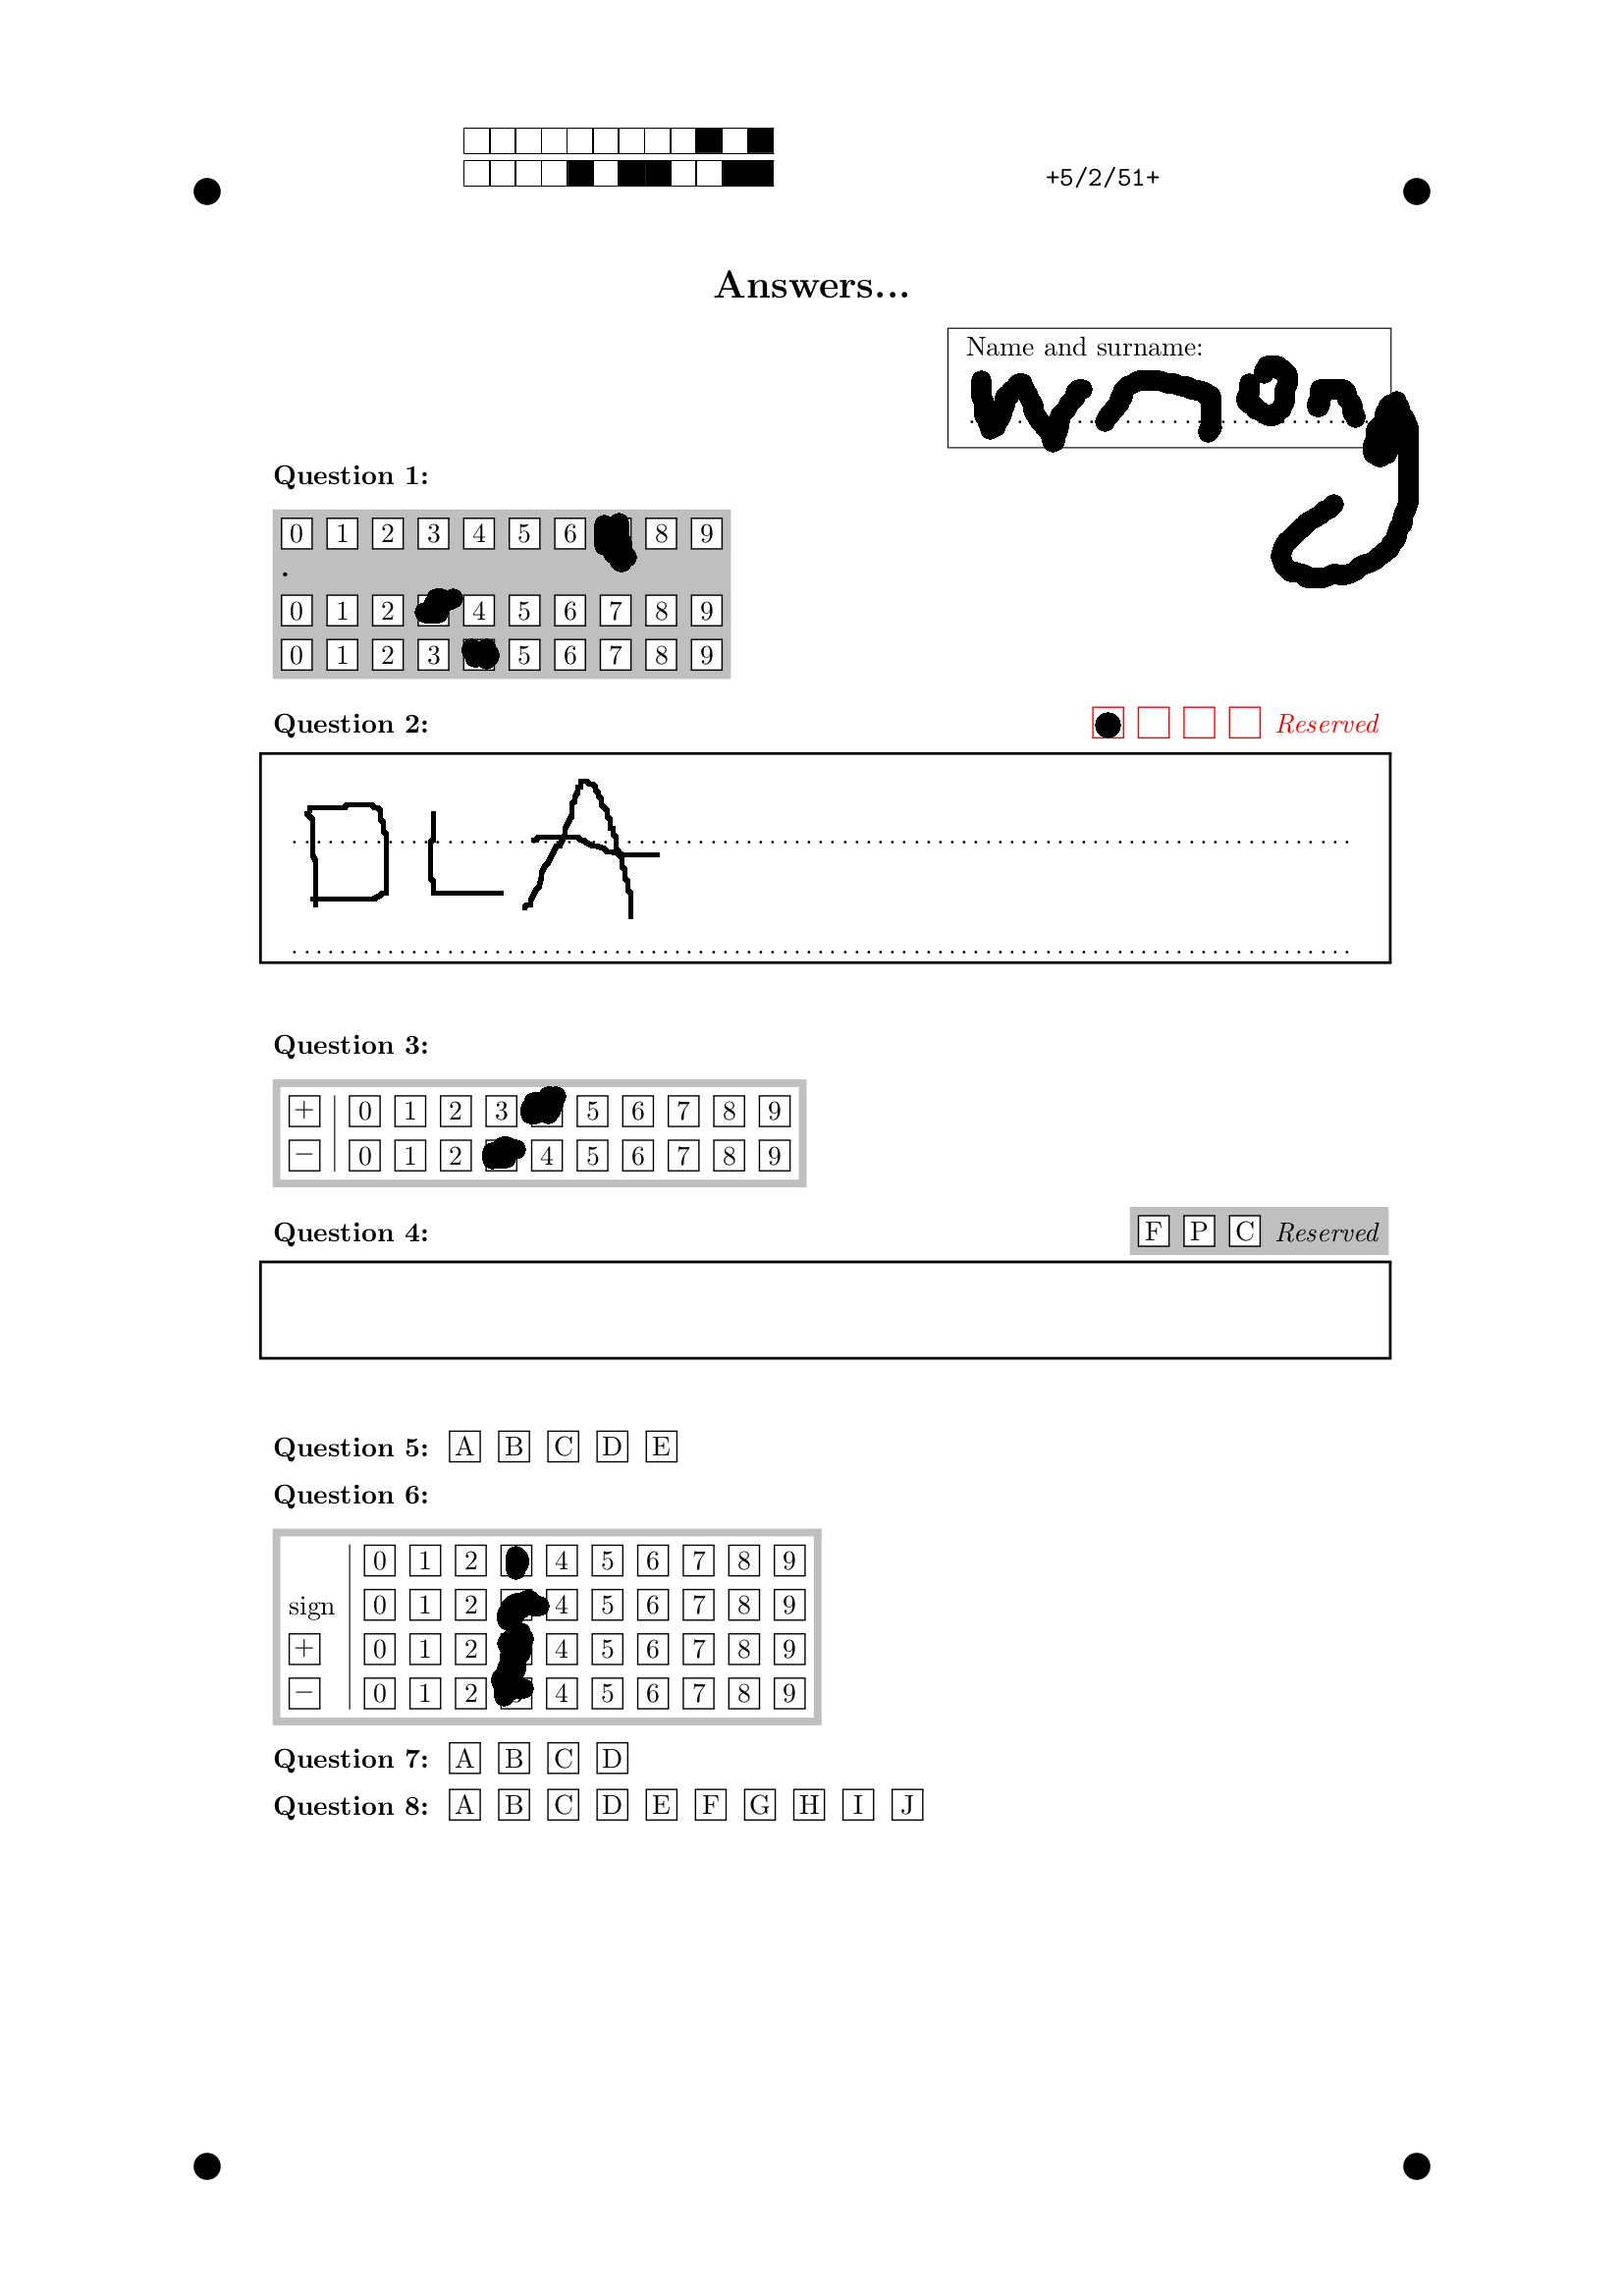 +5/2/51+
Answers...
Name and surname:
wrong
Question 1:
0 1 2 3 4 5 6 8 9
.
0 1 2 4 5 6 7 8 9
0 1 2 3 5 6 7 8 9
Question 2: Reserved
DLA
Question 3:
+ 0 1 2 3 5 6 7 8 9
− 0 1 2 4 5 6 7 8 9
Question 4: F P C Reserved
Question 5: A B C D E
Question 6:
0 1 2 4 5 6 7 8 9
sign 0 1 2 4 5 6 7 8 9
+ 0 1 2 4 5 6 7 8 9
− 0 1 2 4 5 6 7 8 9
Question 7: A B C D
Question 8: A B C D E F G H I J